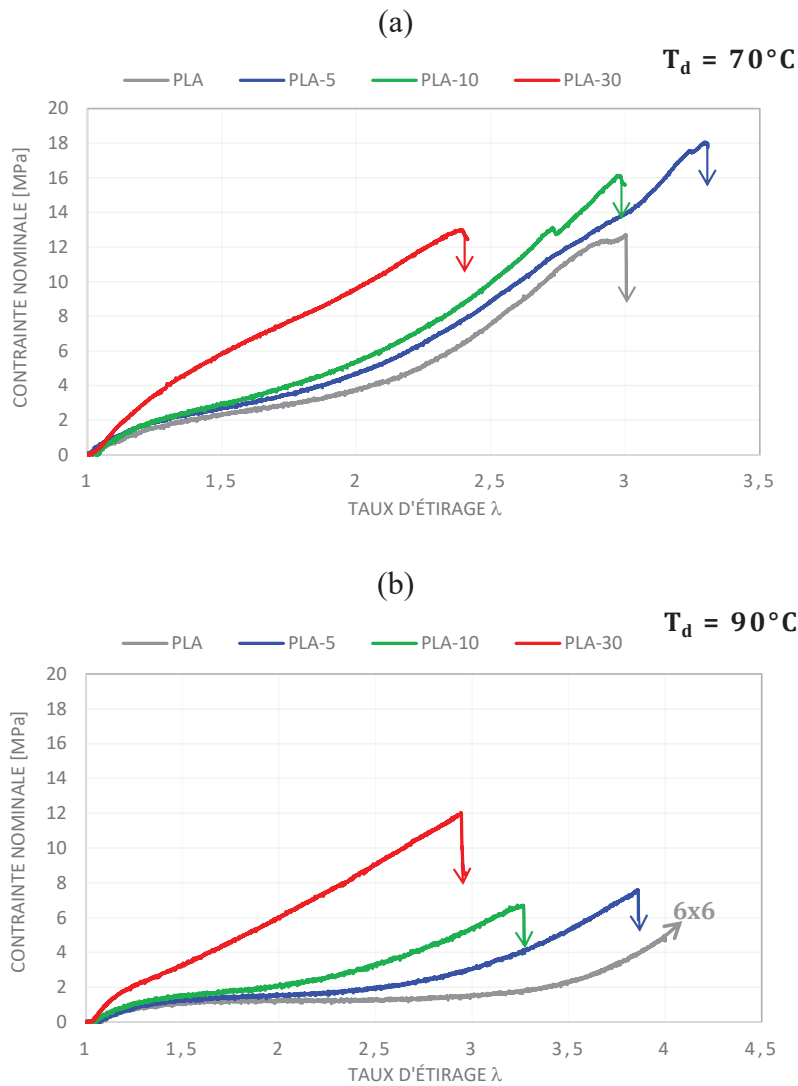 (a)
T_d = 70°C
PLA PLA-5 PLA-10 PLA-30
CONTRAINTE NOMINALE [MPa]
20
18
16
14
12
10
8
6
4
2
0
1 1,5 2 2,5 3 3,5
TAUX D'ÉTIRAGE λ
(b)
T_d = 90°C
PLA PLA-5 PLA-10 PLA-30
CONTRAINTE NOMINALE [MPa]
20
18
16
14
12
10
8
6
4
2
0
6x6
1 1,5 2 2,5 3 3,5 4 4,5
TAUX D'ÉTIRAGE λ